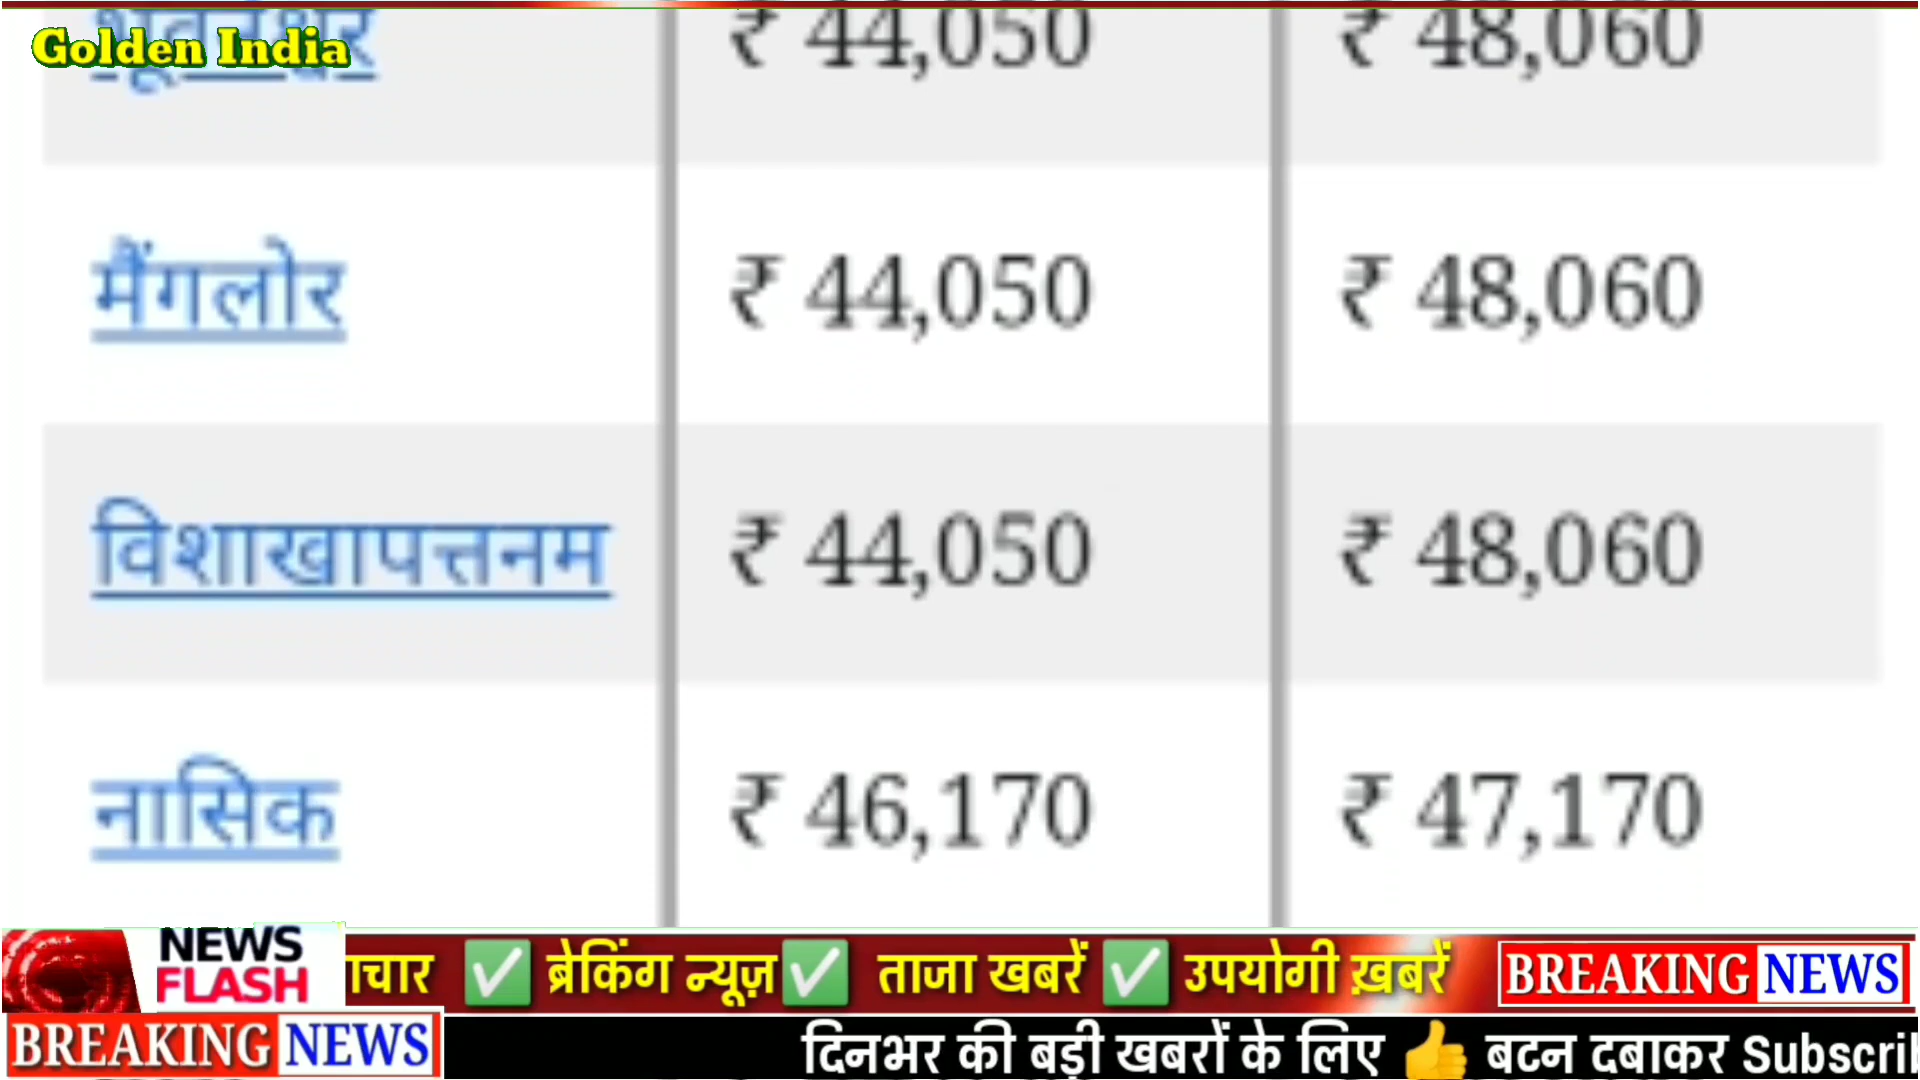 Golden India
₹ 44,050 ₹ 48,060
मैंगलोर ₹ 44,050 ₹ 48,060
विशाखापत्तनम ₹ 44,050 ₹ 48,060
नासिक ₹ 46,170 ₹ 47,170
NEWS
FLASH
ाचार ✅ ब्रेकिंग न्यूज़ ✅ ताजा खबरें ✅ उपयोगी ख़बरें BREAKING NEWS
BREAKING NEWS दिनभर की बड़ी खबरों के लिए 👍 बटन दबाकर Subscrib